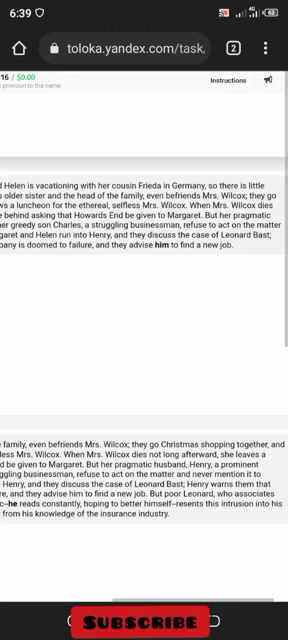 6:39
4G
63
toloka.yandex.com/task,
2
16 / $0.00
pronoun to the name
Instructions
d Helen is vacationing with her cousin Frieda in Germany, so there is little
s older sister and the head of the family, even befriends Mrs. Wilcox; they go
ws a luncheon for the ethereal, selfless Mrs. Wilcox. When Mrs. Wilcox dies
e behind asking that Howards End be given to Margaret. But her pragmatic
her greedy son Charles, a struggling businessman, refuse to act on the matter
garet and Helen run into Henry, and they discuss the case of Leonard Bast;
pany is doomed to failure, and they advise him to find a new job.
e family, even befriends Mrs. Wilcox; they go Christmas shopping together, and
less Mrs. Wilcox. When Mrs. Wilcox dies not long afterward, she leaves a
d be given to Margaret. But her pragmatic husband, Henry, a prominent
ggling businessman, refuse to act on the matter and never mention it to
Henry, and they discuss the case of Leonard Bast; Henry warns them that
re, and they advise him to find a new job. But poor Leonard, who associates
c--he reads constantly, hoping to better himself--resents this intrusion into his
from his knowledge of the insurance industry.
SUBSCRIBE